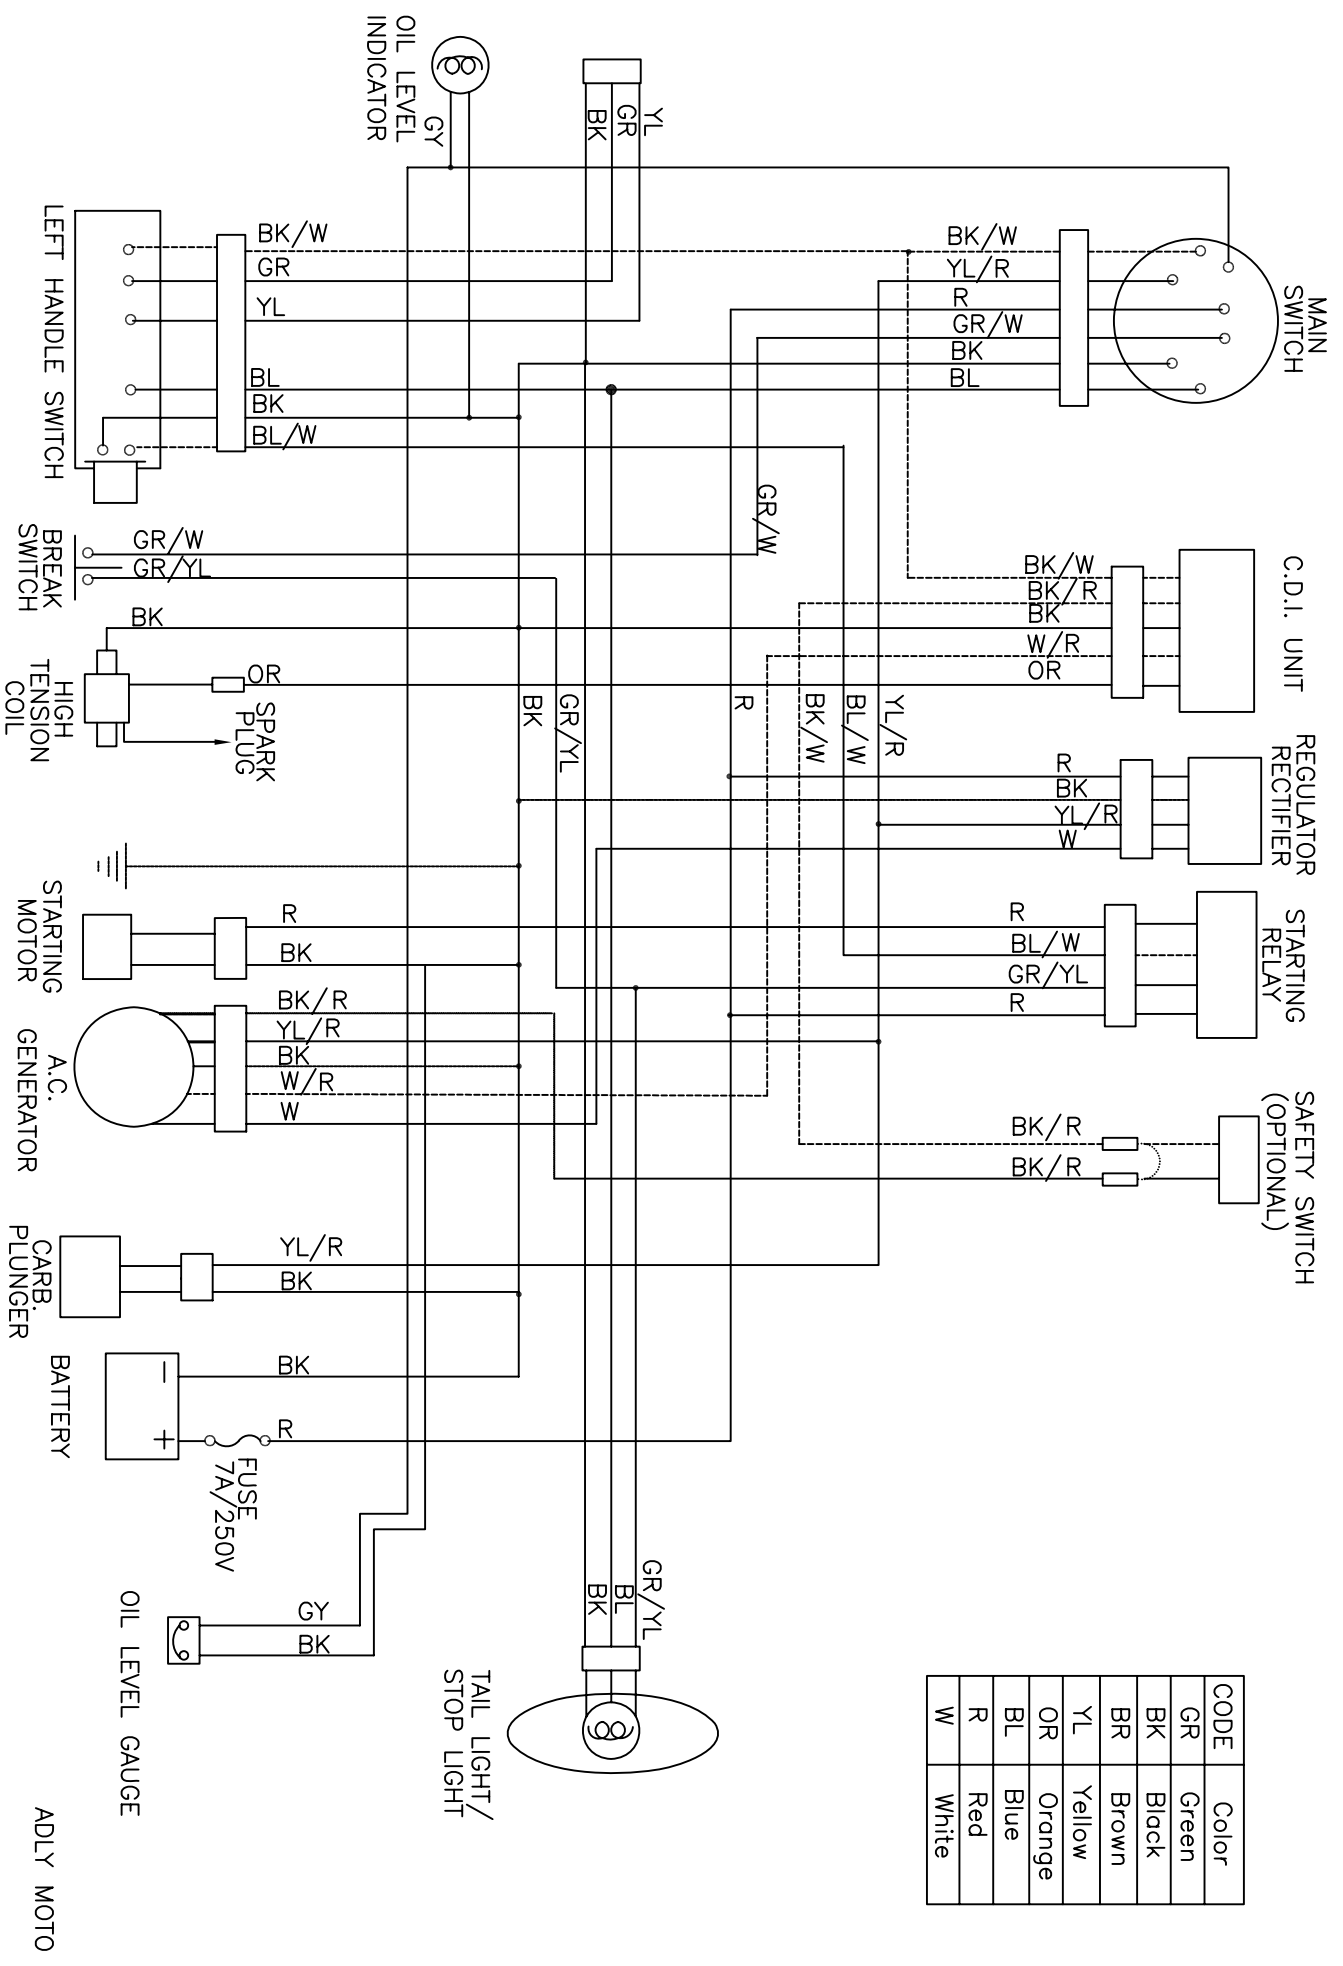 OIL LEVEL
INDICATOR
GY
YL
GR
BK
MAIN
SWITCH
BK/W
YL/R
R
GR/W
BK
BL
LEFT HANDLE SWITCH
BK/W
GR
YL
BL
BK
BL/W
GR/W
BREAK
SWITCH
GR/W
GR/YL
HIGH
TENSION
COIL
BK
OR
SPARK
PLUG
C.D.I. UNIT
BK/W
BK/R
BK
W/R
OR
BK
GR/YL
R
BK/W
BL/W
YL/R
REGULATOR
RECTIFIER
R
BK
YL/R
W
STARTING
MOTOR
R
BK
STARTING
RELAY
R
BL/W
GR/YL
R
A.C.
GENERATOR
BK/R
YL/R
BK
W/R
W
SAFETY SWITCH
(OPTIONAL)
BK/R
BK/R
CARB.
PLUNGER
YL/R
BK
BATTERY
BK
R
− +
FUSE
7A/250V
OIL LEVEL GAUGE
GY
BK
GR/YL
BL
BK
TAIL LIGHT/
STOP LIGHT
CODE Color
GR Green
BK Black
BR Brown
YL Yellow
OR Orange
BL Blue
R Red
W White
ADLY MOTO